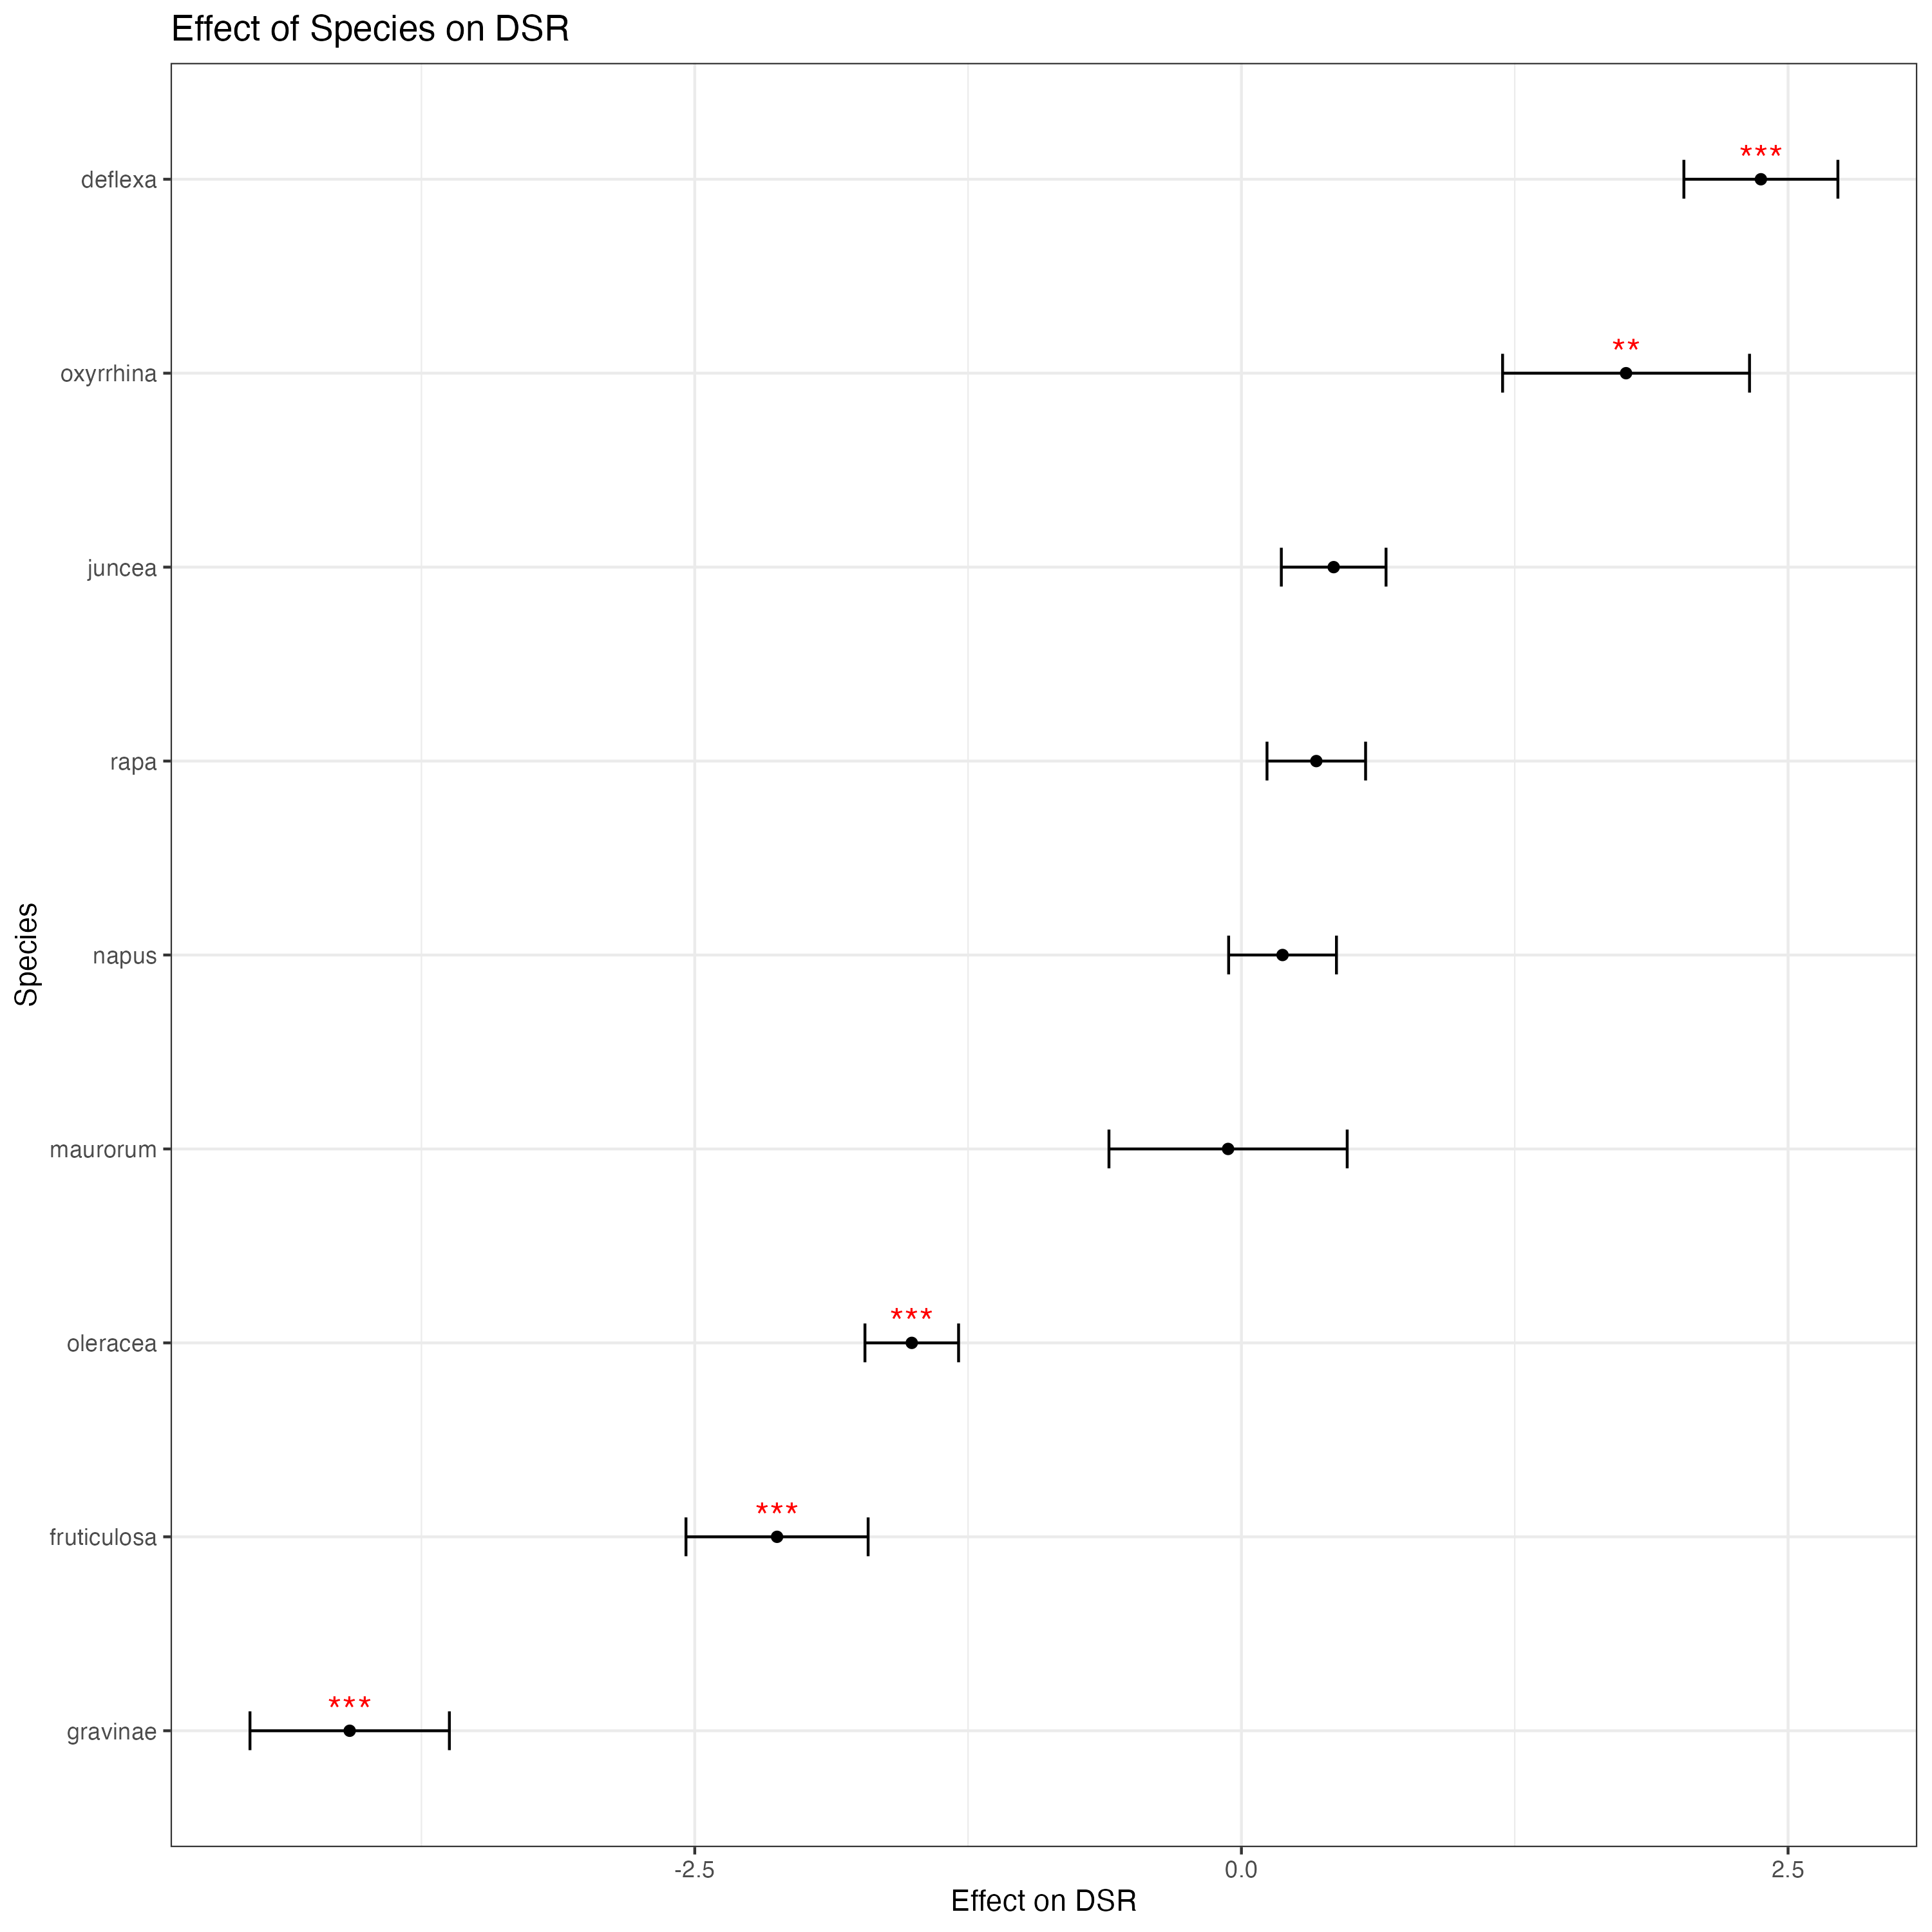 Effect of Species on DSR
***
deflexa
**
oxyrrhina
juncea
rapa
napus
Species
maurorum
***
oleracea
***
fruticulosa
***
gravinae
-2.5 0.0 2.5
Effect on DSR